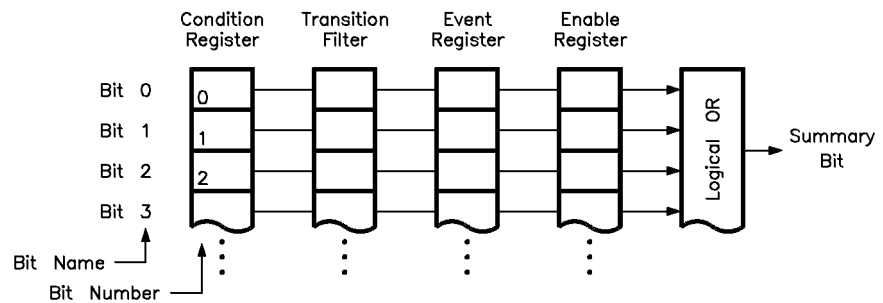 Condition Register
Transition Filter
Event Register
Enable Register
Bit 0
0
Bit 1
1
Bit 2
2
Bit 3
Logical OR
Summary Bit
Bit Name
Bit Number